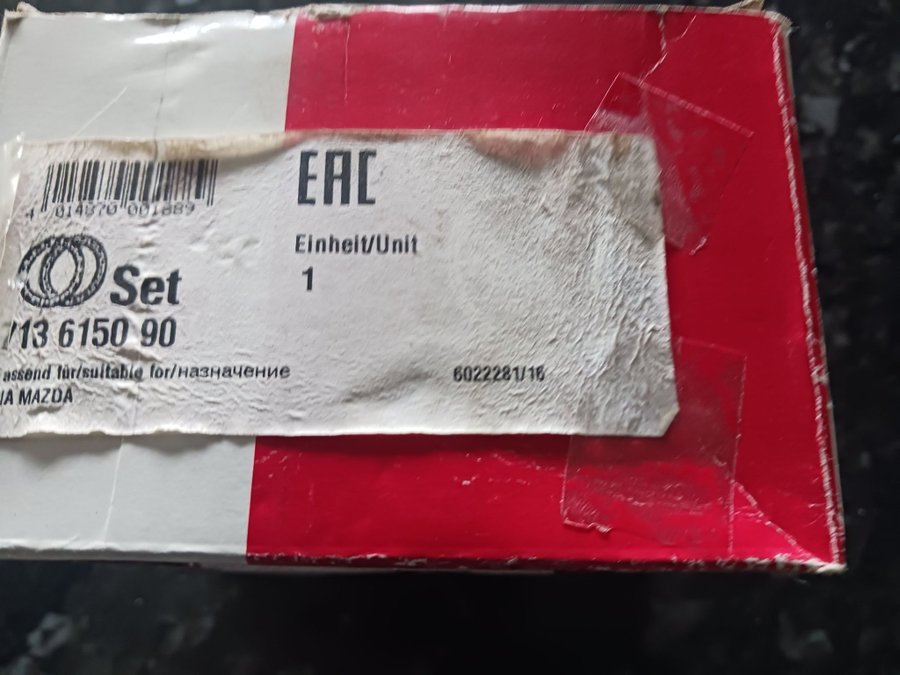 EAC
4 014870 001889
Einheit/Unit
Set
1
713 6150 90
assend für/suitable for/назначение
6022281/16
IA MAZDA